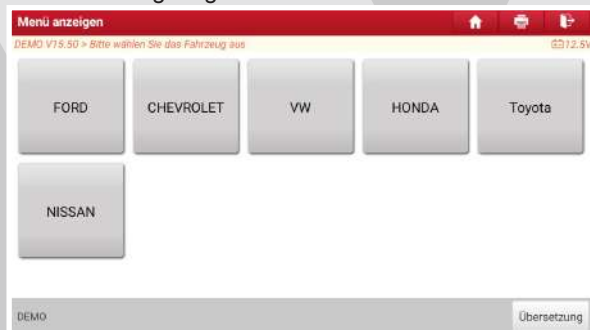 Menü anzeigen
DEMO V15.50 > Bitte wählen Sie das Fahrzeug aus 12.5V
FORD CHEVROLET VW HONDA Toyota
NISSAN
DEMO Übersetzung